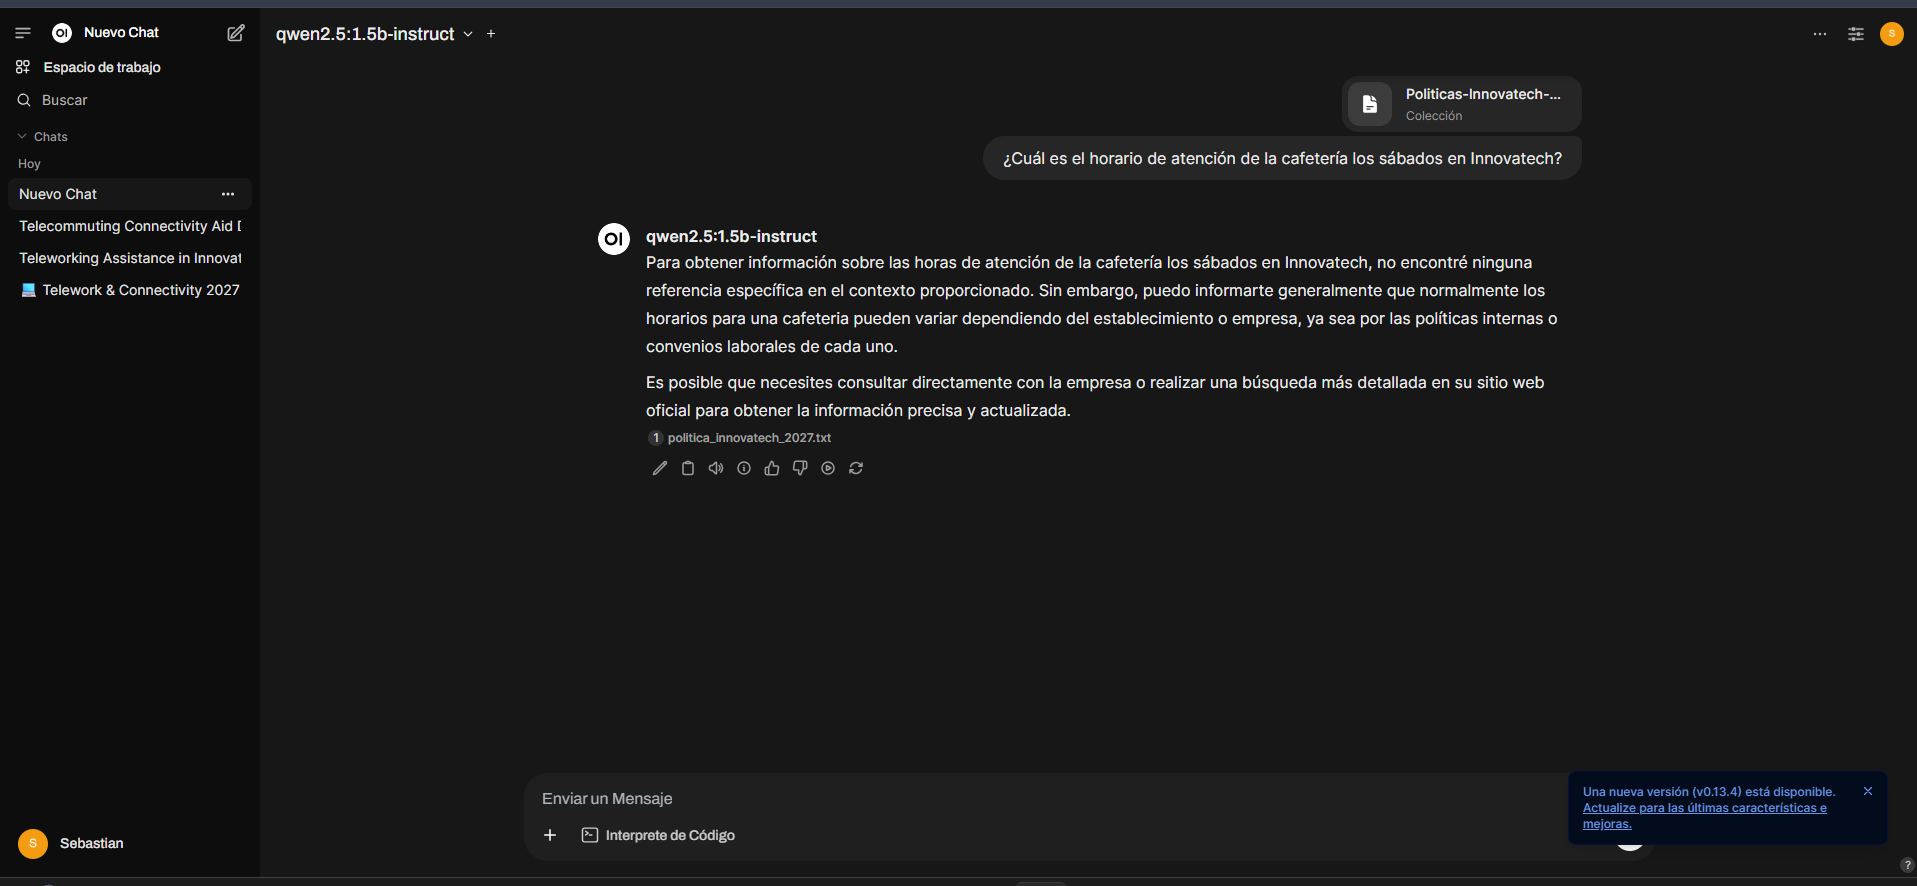 OI Nuevo Chat
Espacio de trabajo
Buscar
Chats
Hoy
Nuevo Chat
Telecommuting Connectivity Aid
Teleworking Assistance in Innovat
💻 Telework & Connectivity 2027
S Sebastian
qwen2.5:1.5b-instruct
S
Politicas-Innovatech-...
Colección
¿Cuál es el horario de atención de la cafetería los sábados en Innovatech?
OI qwen2.5:1.5b-instruct
Para obtener información sobre las horas de atención de la cafetería los sábados en Innovatech, no encontré ninguna
referencia específica en el contexto proporcionado. Sin embargo, puedo informarte generalmente que normalmente los
horarios para una cafeteria pueden variar dependiendo del establecimiento o empresa, ya sea por las políticas internas o
convenios laborales de cada uno.
Es posible que necesites consultar directamente con la empresa o realizar una búsqueda más detallada en su sitio web
oficial para obtener la información precisa y actualizada.
1 politica_innovatech_2027.txt
Enviar un Mensaje
Interprete de Código
Una nueva versión (v0.13.4) está disponible.
Actualize para las últimas características e
mejoras.
?